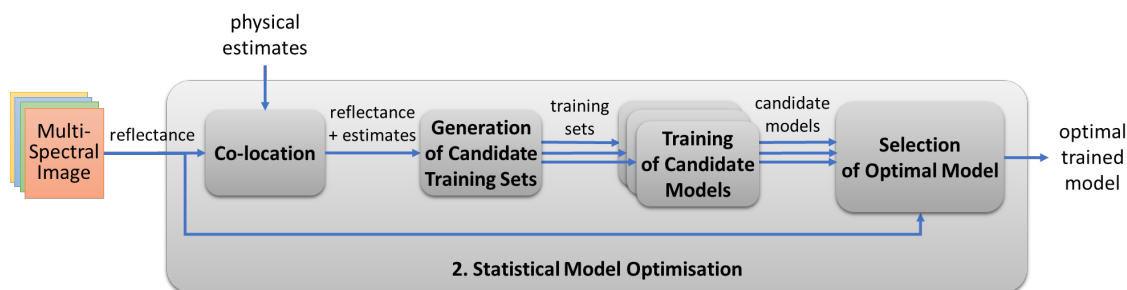 physical
estimates
Multi-
Spectral
Image
reflectance
Co-location
reflectance
+ estimates
Generation
of Candidate
Training Sets
training
sets
Training
of Candidate
Models
candidate
models
Selection
of Optimal Model
optimal
trained
model
2. Statistical Model Optimisation